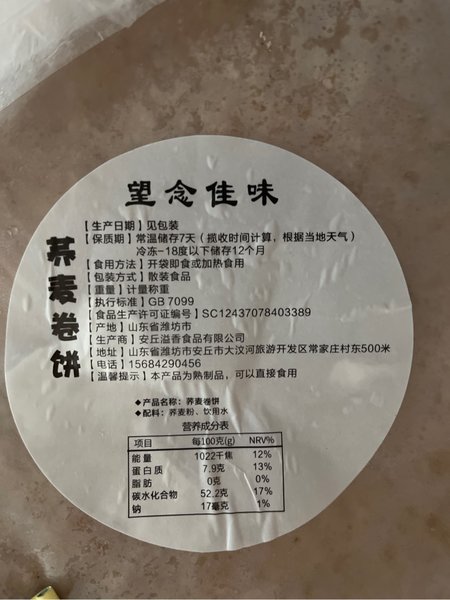 望念佳味
荞麦卷饼
【生产日期】见包装
【保质期】常温储存7天（揽收时间计算，根据当地天气）
冷冻-18度以下储存12个月
【食用方法】开袋即食或加热食用
【包装方式】散装食品
【重量】计量称重
【执行标准】GB 7099
【食品生产许可证编号】SC12437078403389
【产地】山东省潍坊市
【生产商】安丘溢香食品有限公司
【地址】山东省潍坊市安丘市大汶河旅游开发区常家庄村东500米
【电话】15684290456
【温馨提示】本产品为熟制品，可以直接食用
◆产品名称：荞麦卷饼
◆配料：荞麦粉、饮用水
营养成分表
项目 每100克(g) NRV%
能量 1022千焦 12%
蛋白质 7.9克 13%
脂肪 0克 0%
碳水化合物 52.2克 17%
钠 17毫克 1%